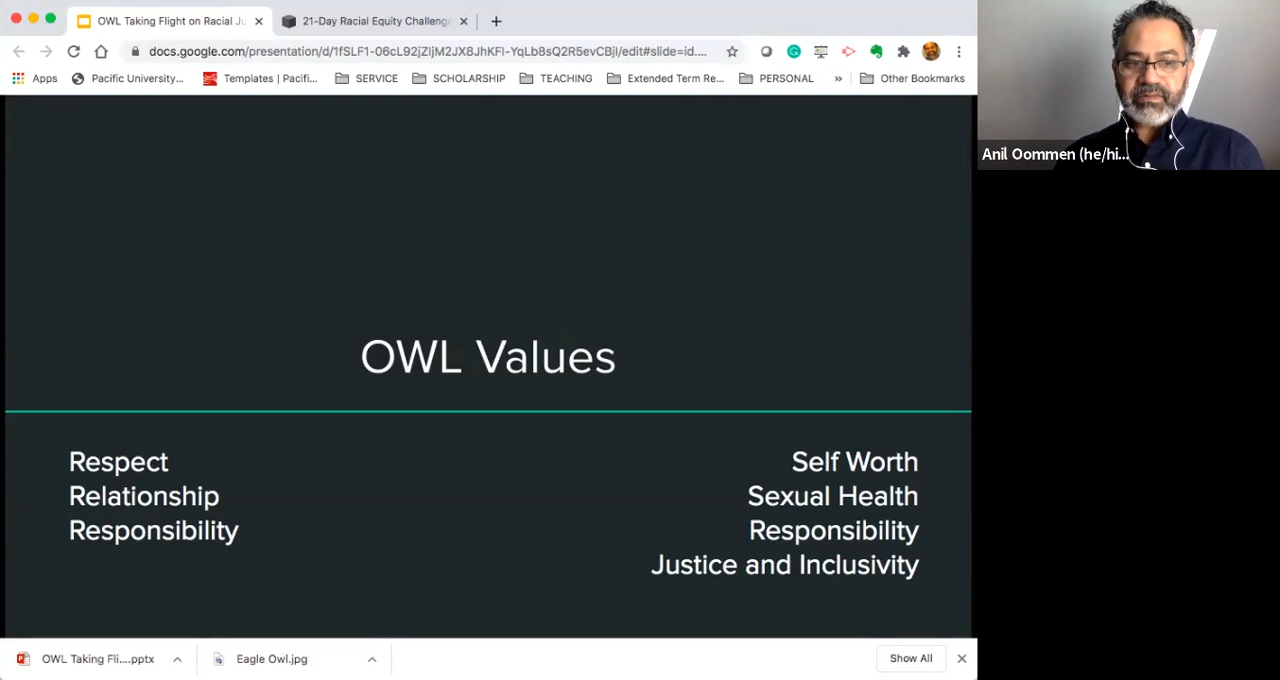 OWL Taking Flight on Racial Ju
21-Day Racial Equity Challenge
docs.google.com/presentation/d/1fSLF1-06cL92jZljM2JX8JhKFl-YqLb8sQ2R5evCBjI/edit#slide=id....
Apps
Pacific University...
Templates | Pacifi...
SERVICE
SCHOLARSHIP
TEACHING
Extended Term Re...
PERSONAL
»
Other Bookmarks
Anil Oommen (he/hi...
OWL Values
Respect
Relationship
Responsibility
Self Worth
Sexual Health
Responsibility
Justice and Inclusivity
OWL Taking Fli....pptx
Eagle Owl.jpg
Show All